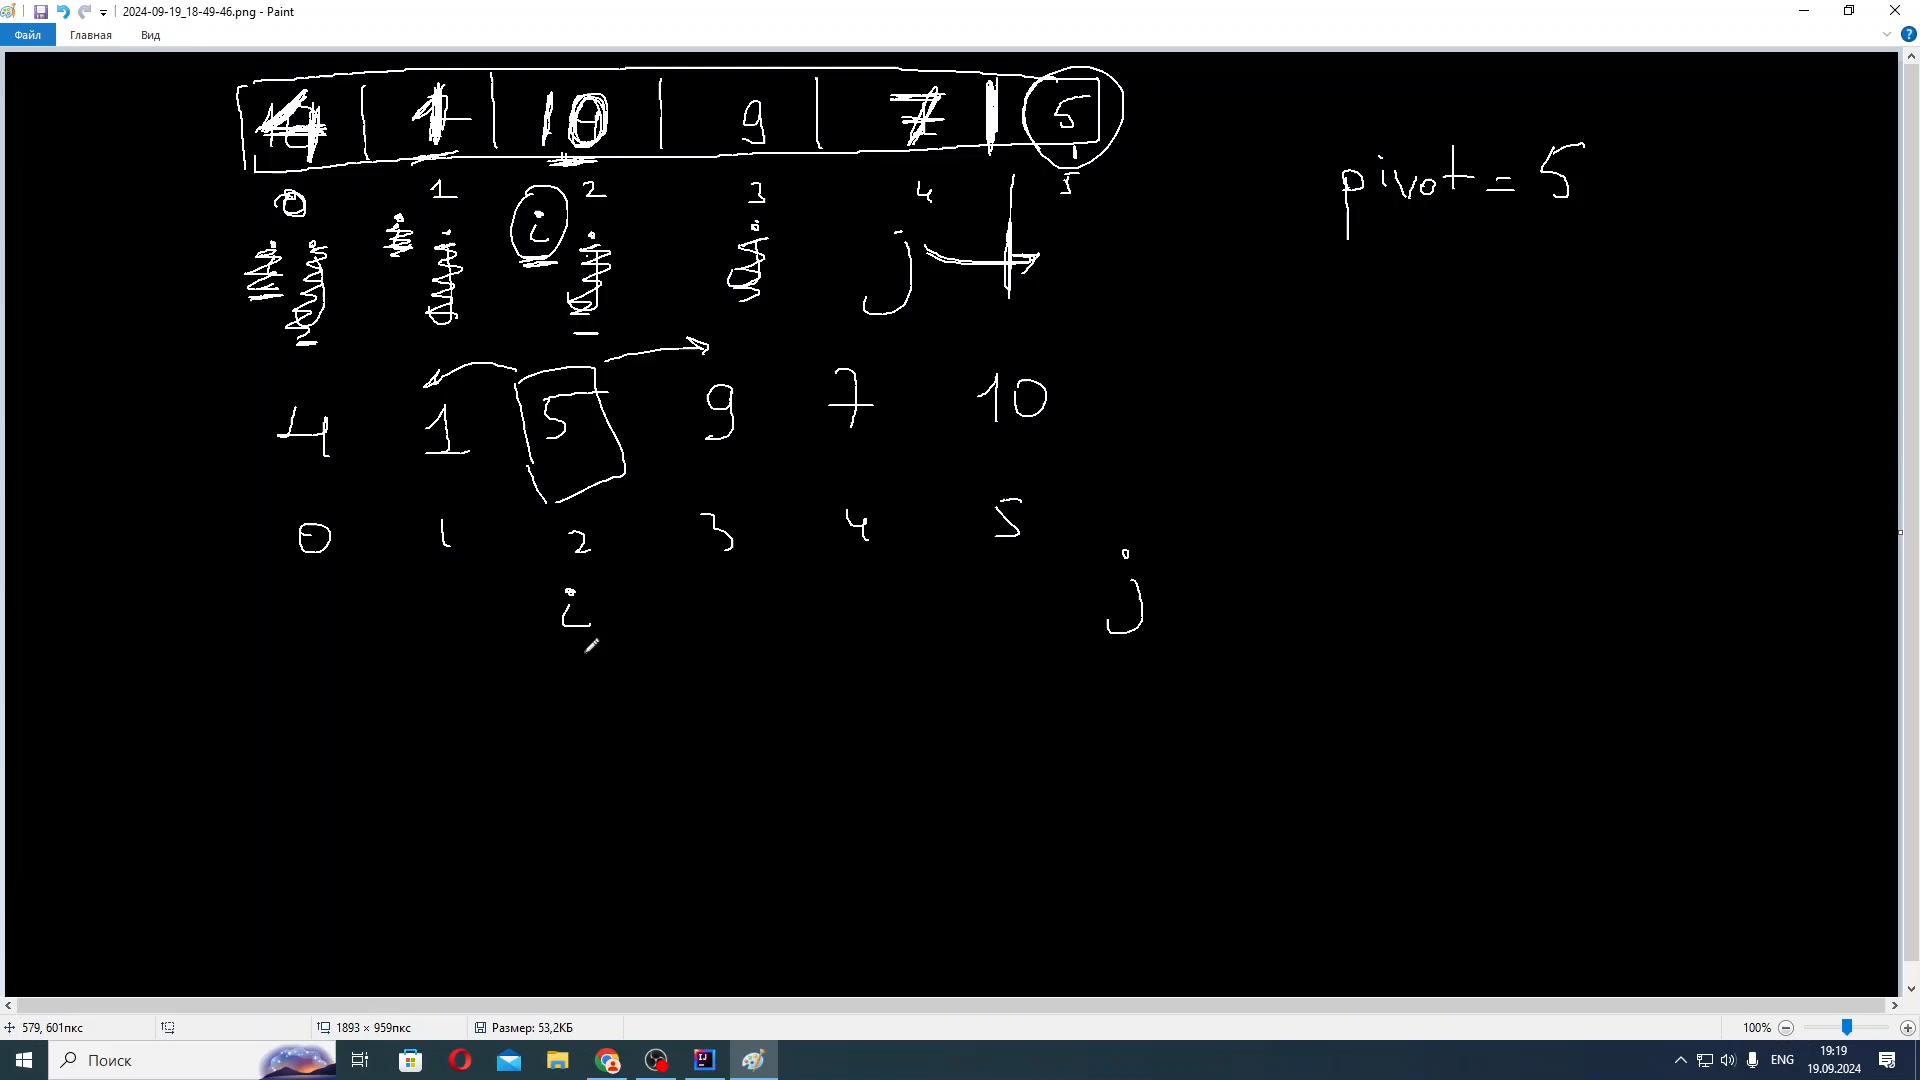 2024-09-19_18-49-46.png - Paint
Файл Главная Вид
4 1 10 9 7 5
0 1 2 3 4 5
i j
pivot = 5
4 1 5 9 7 10
0 1 2 3 4 5
i j
579, 601пкс 1893 × 959пкс Размер: 53,2КБ 100%
Поиск ENG 19:19
19.09.2024